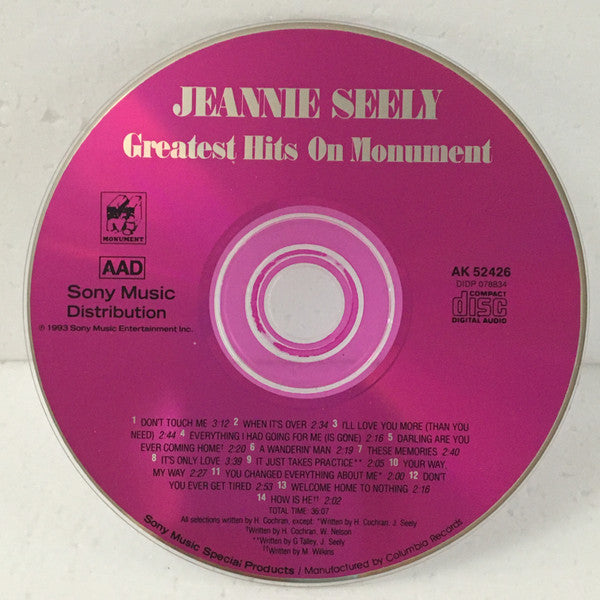 JEANNIE SEELY
Greatest Hits On Monument
MONUMENT
AAD
Sony Music
Distribution
℗ 1993 Sony Music Entertainment Inc.
AK 52426
DIDP 078834
COMPACT
disc
DIGITAL AUDIO
1 DON'T TOUCH ME 3:12 2 WHEN IT'S OVER 2:34 3 I'LL LOVE YOU MORE (THAN YOU
NEED) 2:44 4 EVERYTHING I HAD GOING FOR ME (IS GONE) 2:16 5 DARLING ARE YOU
EVER COMING HOME† 2:20 6 A WANDERIN' MAN 2:19 7 THESE MEMORIES 2:40
8 IT'S ONLY LOVE 3:39 9 IT JUST TAKES PRACTICE** 2:05 10 YOUR WAY,
MY WAY 2:27 11 YOU CHANGED EVERYTHING ABOUT ME* 2:00 12 DON'T
YOU EVER GET TIRED 2:53 13 WELCOME HOME TO NOTHING 2:16
14 HOW IS HE†† 2:02
TOTAL TIME: 36:07
All selections written by H. Cochran, except: *Written by H. Cochran, J. Seely
†Written by H. Cochran, W. Nelson
**Written by G.Talley, J. Seely
††Written by M. Wilkins
Sony Music Special Products / Manufactured by Columbia Records